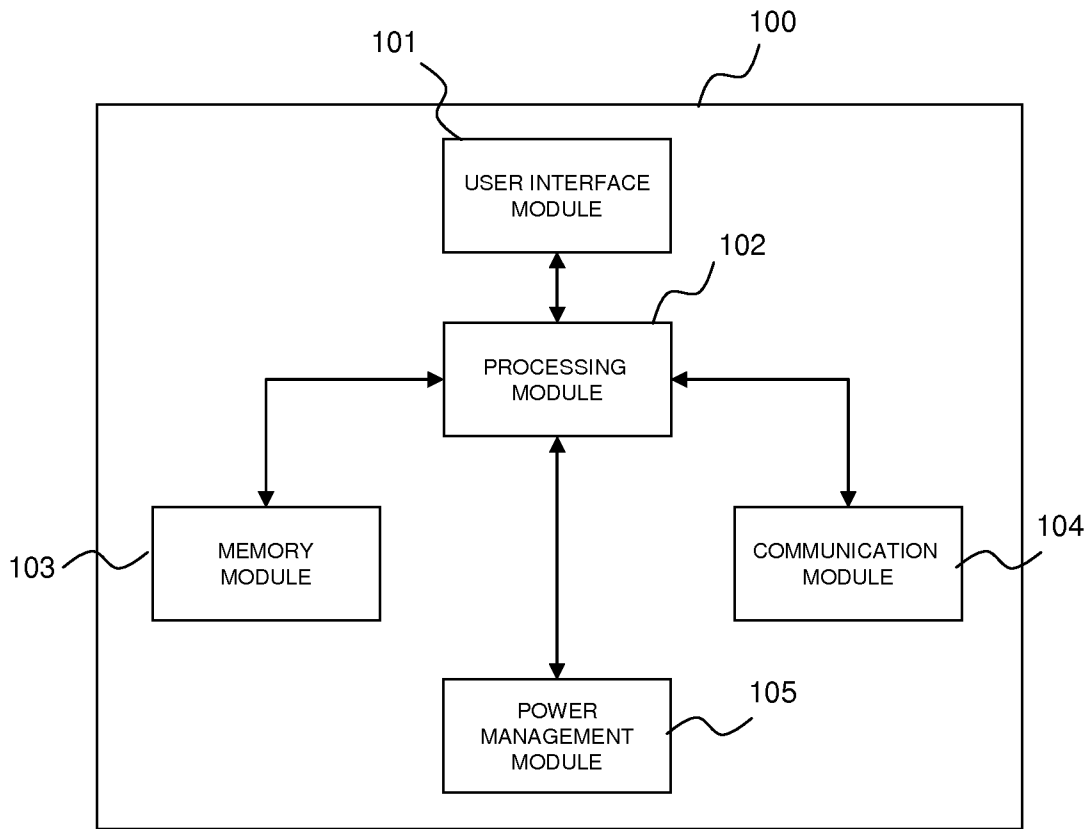 100
101
USER INTERFACE
MODULE
102
PROCESSING
MODULE
103
MEMORY
MODULE
COMMUNICATION
MODULE
104
POWER
MANAGEMENT
MODULE
105